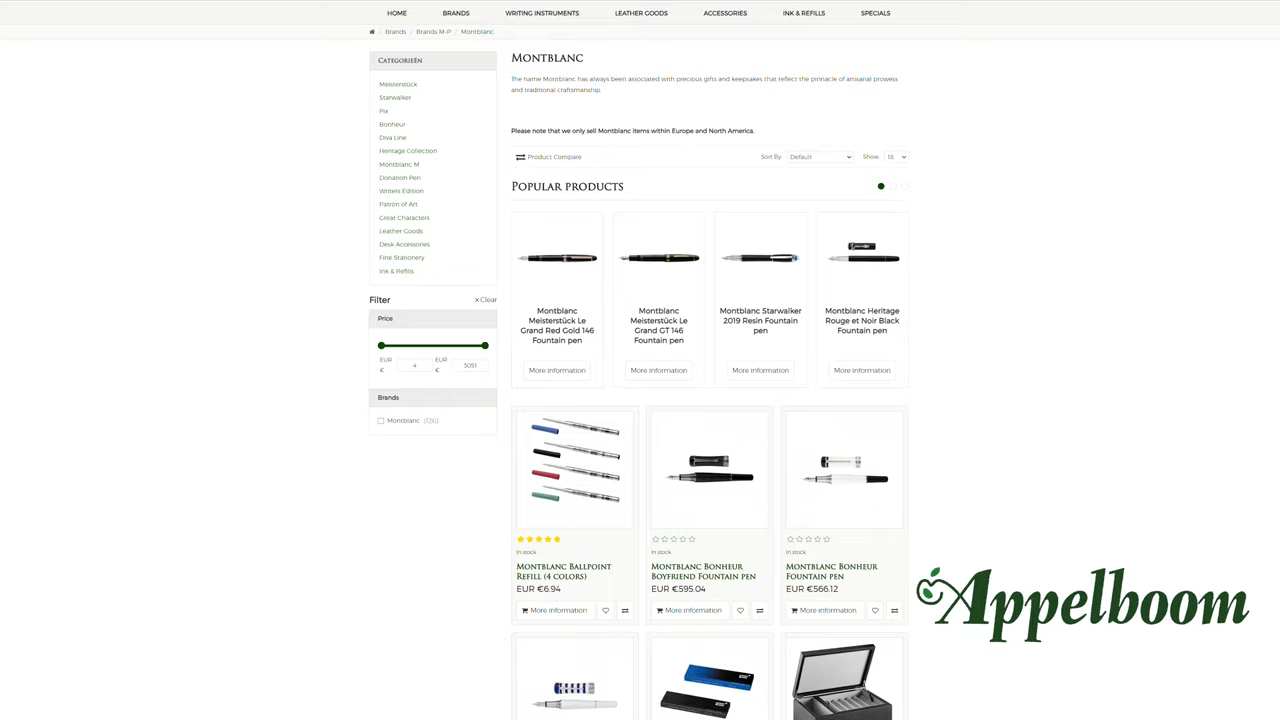 HOME BRANDS WRITING INSTRUMENTS LEATHER GOODS ACCESSORIES INK & REFILLS SPECIALS
/ Brands / Brands M-P / Montblanc
Categorieën
Meisterstück
Starwalker
Pix
Bonheur
Diva Line
Heritage Collection
Montblanc M
Donation Pen
Writers Edition
Patron of Art
Great Characters
Leather Goods
Desk Accessories
Fine Stationery
Ink & Refills
Filter × Clear
Price
EUR € 4 EUR € 3051
Brands
Montblanc (126)
Montblanc
The name Montblanc has always been associated with precious gifts and keepsakes that reflect the pinnacle of artisanal prowess
and traditional craftsmanship.
Please note that we only sell Montblanc items within Europe and North America.
Product Compare Sort By: Default Show: 18
Popular products
Montblanc
Meisterstück Le
Grand Red Gold 146
Fountain pen
More information
Montblanc
Meisterstück Le
Grand GT 146
Fountain pen
More information
Montblanc Starwalker
2019 Resin Fountain
pen
More information
Montblanc Heritage
Rouge et Noir Black
Fountain pen
More information
In stock
Montblanc Ballpoint
Refill (4 colors)
EUR €6.94
More information
In stock
Montblanc Bonheur
Boyfriend Fountain pen
EUR €595.04
More information
In stock
Montblanc Bonheur
Fountain pen
EUR €566.12
More information
Appelboom